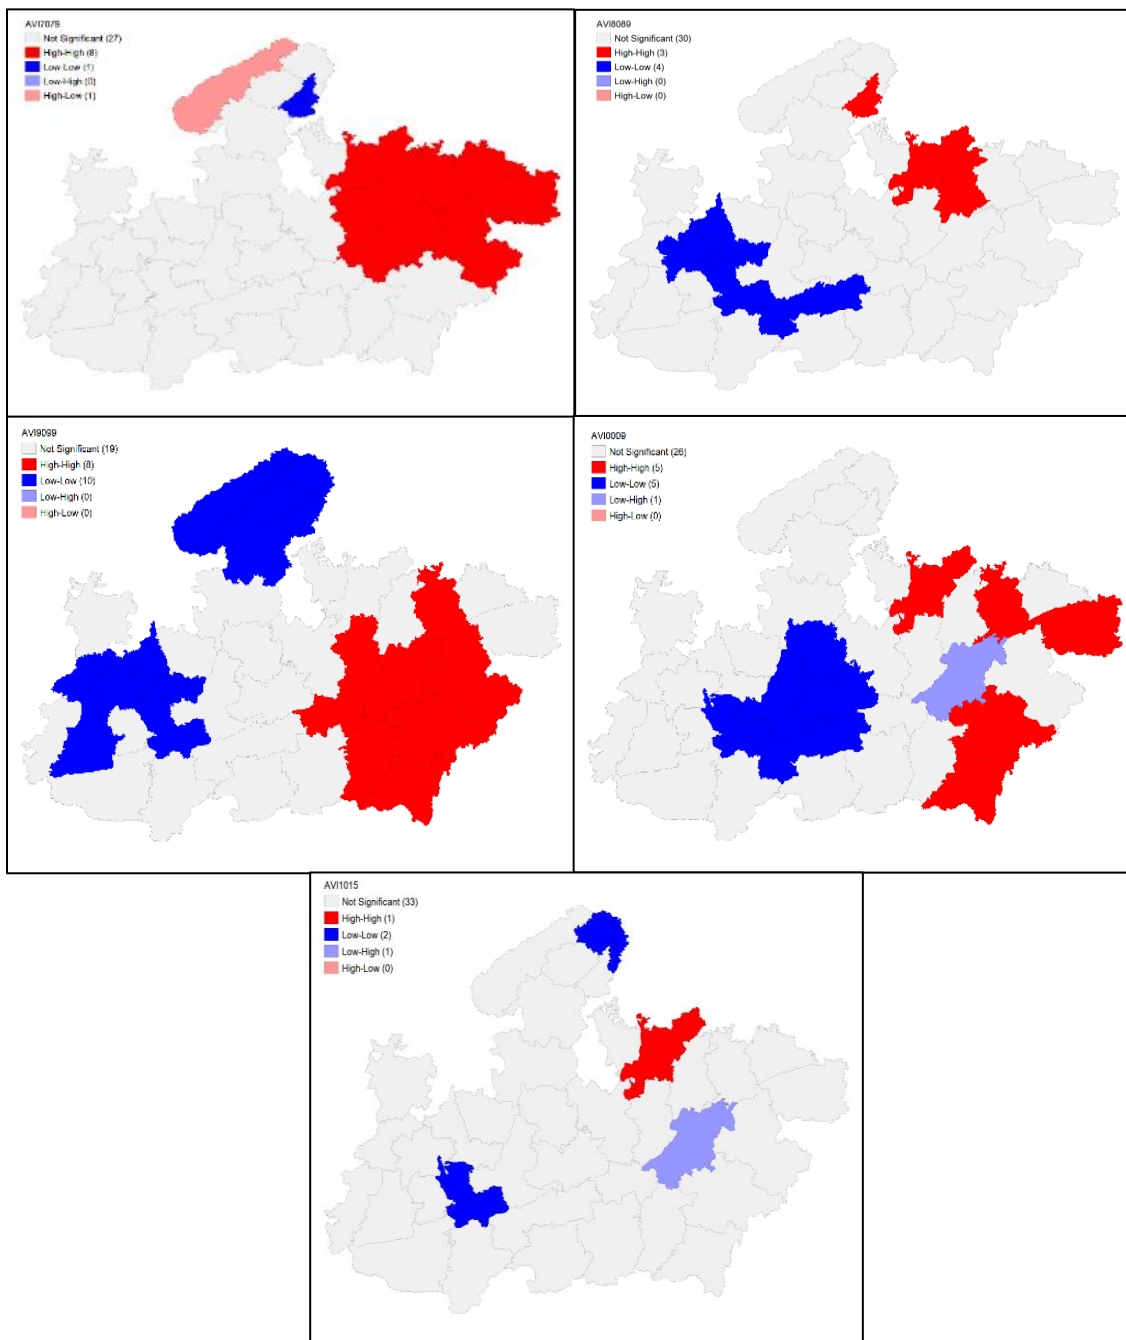 AVI7079
Not Significant (27)
High-High (8)
Low-Low (1)
Low-High (0)
High-Low (1)
AVI8089
Not Significant (30)
High-High (3)
Low-Low (4)
Low-High (0)
High-Low (0)
AVI9099
Not Significant (19)
High-High (8)
Low-Low (10)
Low-High (0)
High-Low (0)
AVI0009
Not Significant (26)
High-High (5)
Low-Low (5)
Low-High (1)
High-Low (0)
AVI1015
Not Significant (33)
High-High (1)
Low-Low (2)
Low-High (1)
High-Low (0)